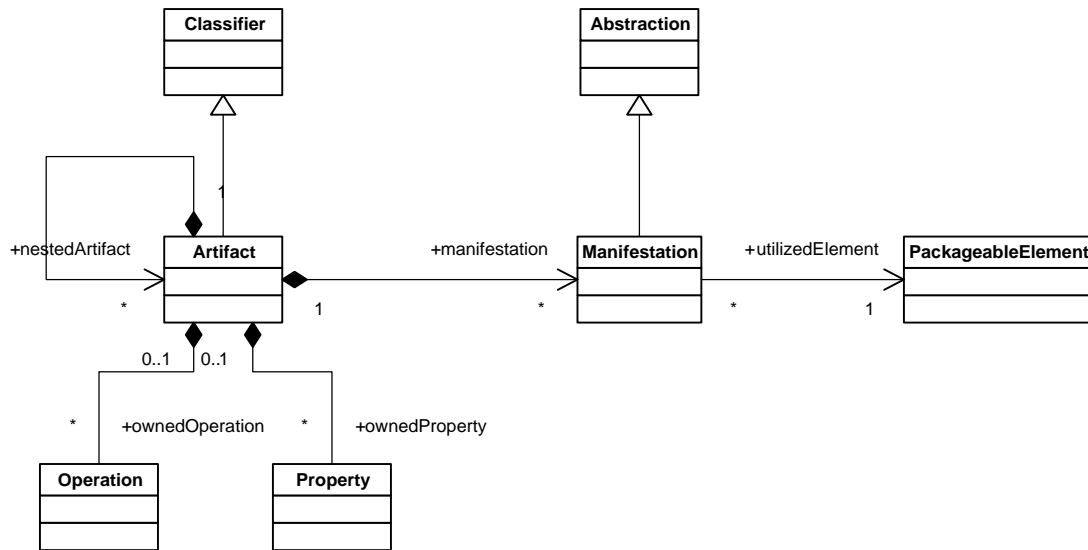 Classifier
Abstraction
1
+nestedArtifact
Artifact
+manifestation
Manifestation
+utilizedElement
PackageableElement
*
1
*
*
1
0..1
0..1
*
+ownedOperation
*
+ownedProperty
Operation
Property